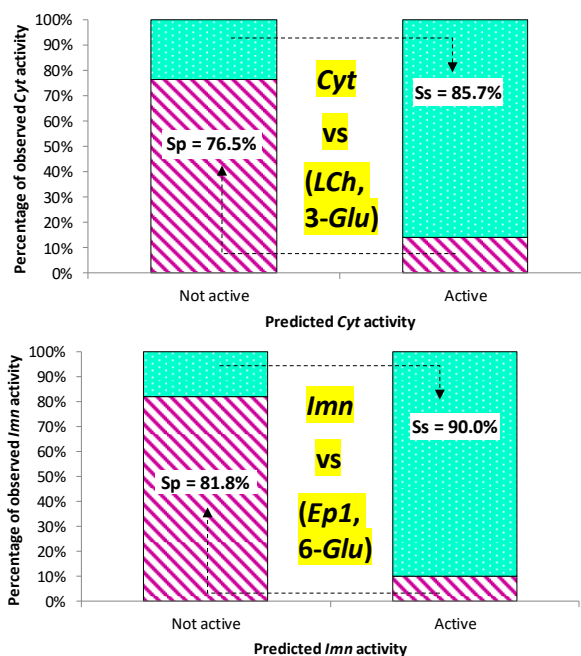 Percentage of observed Cyt activity
100%
90%
80%
70%
60%
50%
40%
30%
20%
10%
0%
Sp = 76.5%
Cyt
vs
(LCh,
3-Glu)
Ss = 85.7%
Not active
Active
Predicted Cyt activity
Percentage of observed Imn activity
100%
90%
80%
70%
60%
50%
40%
30%
20%
10%
0%
Sp = 81.8%
Imn
vs
(Ep1,
6-Glu)
Ss = 90.0%
Not active
Active
Predicted Imn activity